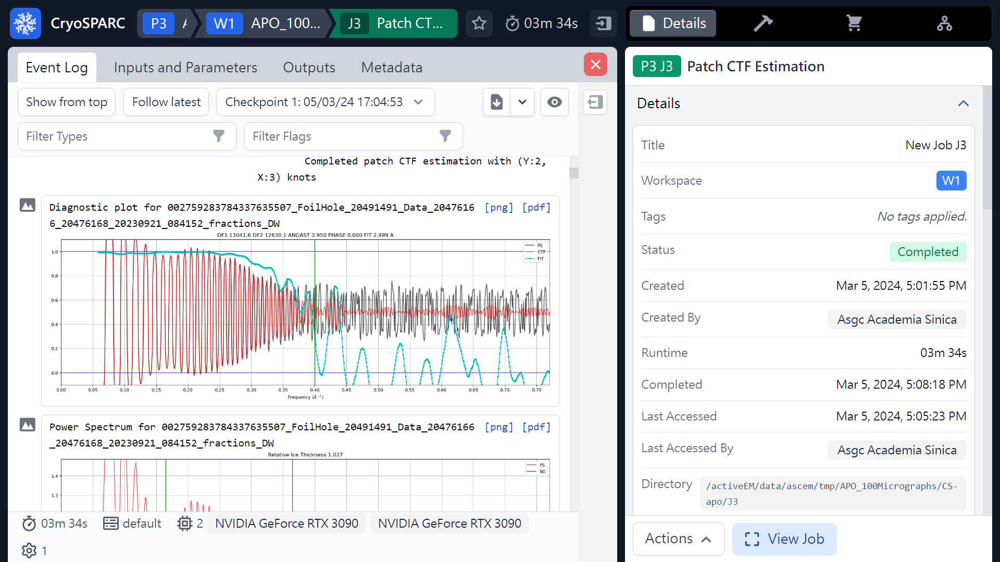 CryoSPARC
P3
W1 APO_100...
J3 Patch CT...
03m 34s
Details
Event Log
Inputs and Parameters
Outputs
Metadata
Show from top
Follow latest
Checkpoint 1: 05/03/24 17:04:53
Filter Types
Filter Flags
Completed patch CTF estimation with (Y:2,
X:3) knots
Diagnostic plot for 002759283784337635507_FoilHole_20491491_Data_2047616 [png] [pdf]
6_20476168_20230921_084152_fractions_DW
DF1 13041.6 DF2 12630.1 ANGAST 3.950 PHASE 0.000 FIT 2.499 A
PS
CTF
FIT
1.0
0.8
0.6
0.4
0.2
0.0
0.00 0.05 0.10 0.15 0.20 0.25 0.30 0.35 0.40 0.45 0.50 0.55 0.60 0.65 0.70 0.75
Frequency (Å⁻¹)
Power Spectrum for 002759283784337635507_FoilHole_20491491_Data_20476166 [png] [pdf]
_20476168_20230921_084152_fractions_DW
Relative Ice Thickness 1.027
PS
BG
1.4
1.3
03m 34s
default
2
NVIDIA GeForce RTX 3090
NVIDIA GeForce RTX 3090
1
P3 J3 Patch CTF Estimation
Details
Title New Job J3
Workspace W1
Tags No tags applied.
Status Completed
Created Mar 5, 2024, 5:01:55 PM
Created By Asgc Academia Sinica
Runtime 03m 34s
Completed Mar 5, 2024, 5:08:18 PM
Last Accessed Mar 5, 2024, 5:05:23 PM
Last Accessed By Asgc Academia Sinica
Directory /activeEM/data/ascem/tmp/APO_100Micrographs/CS-
apo/J3
Actions
View Job